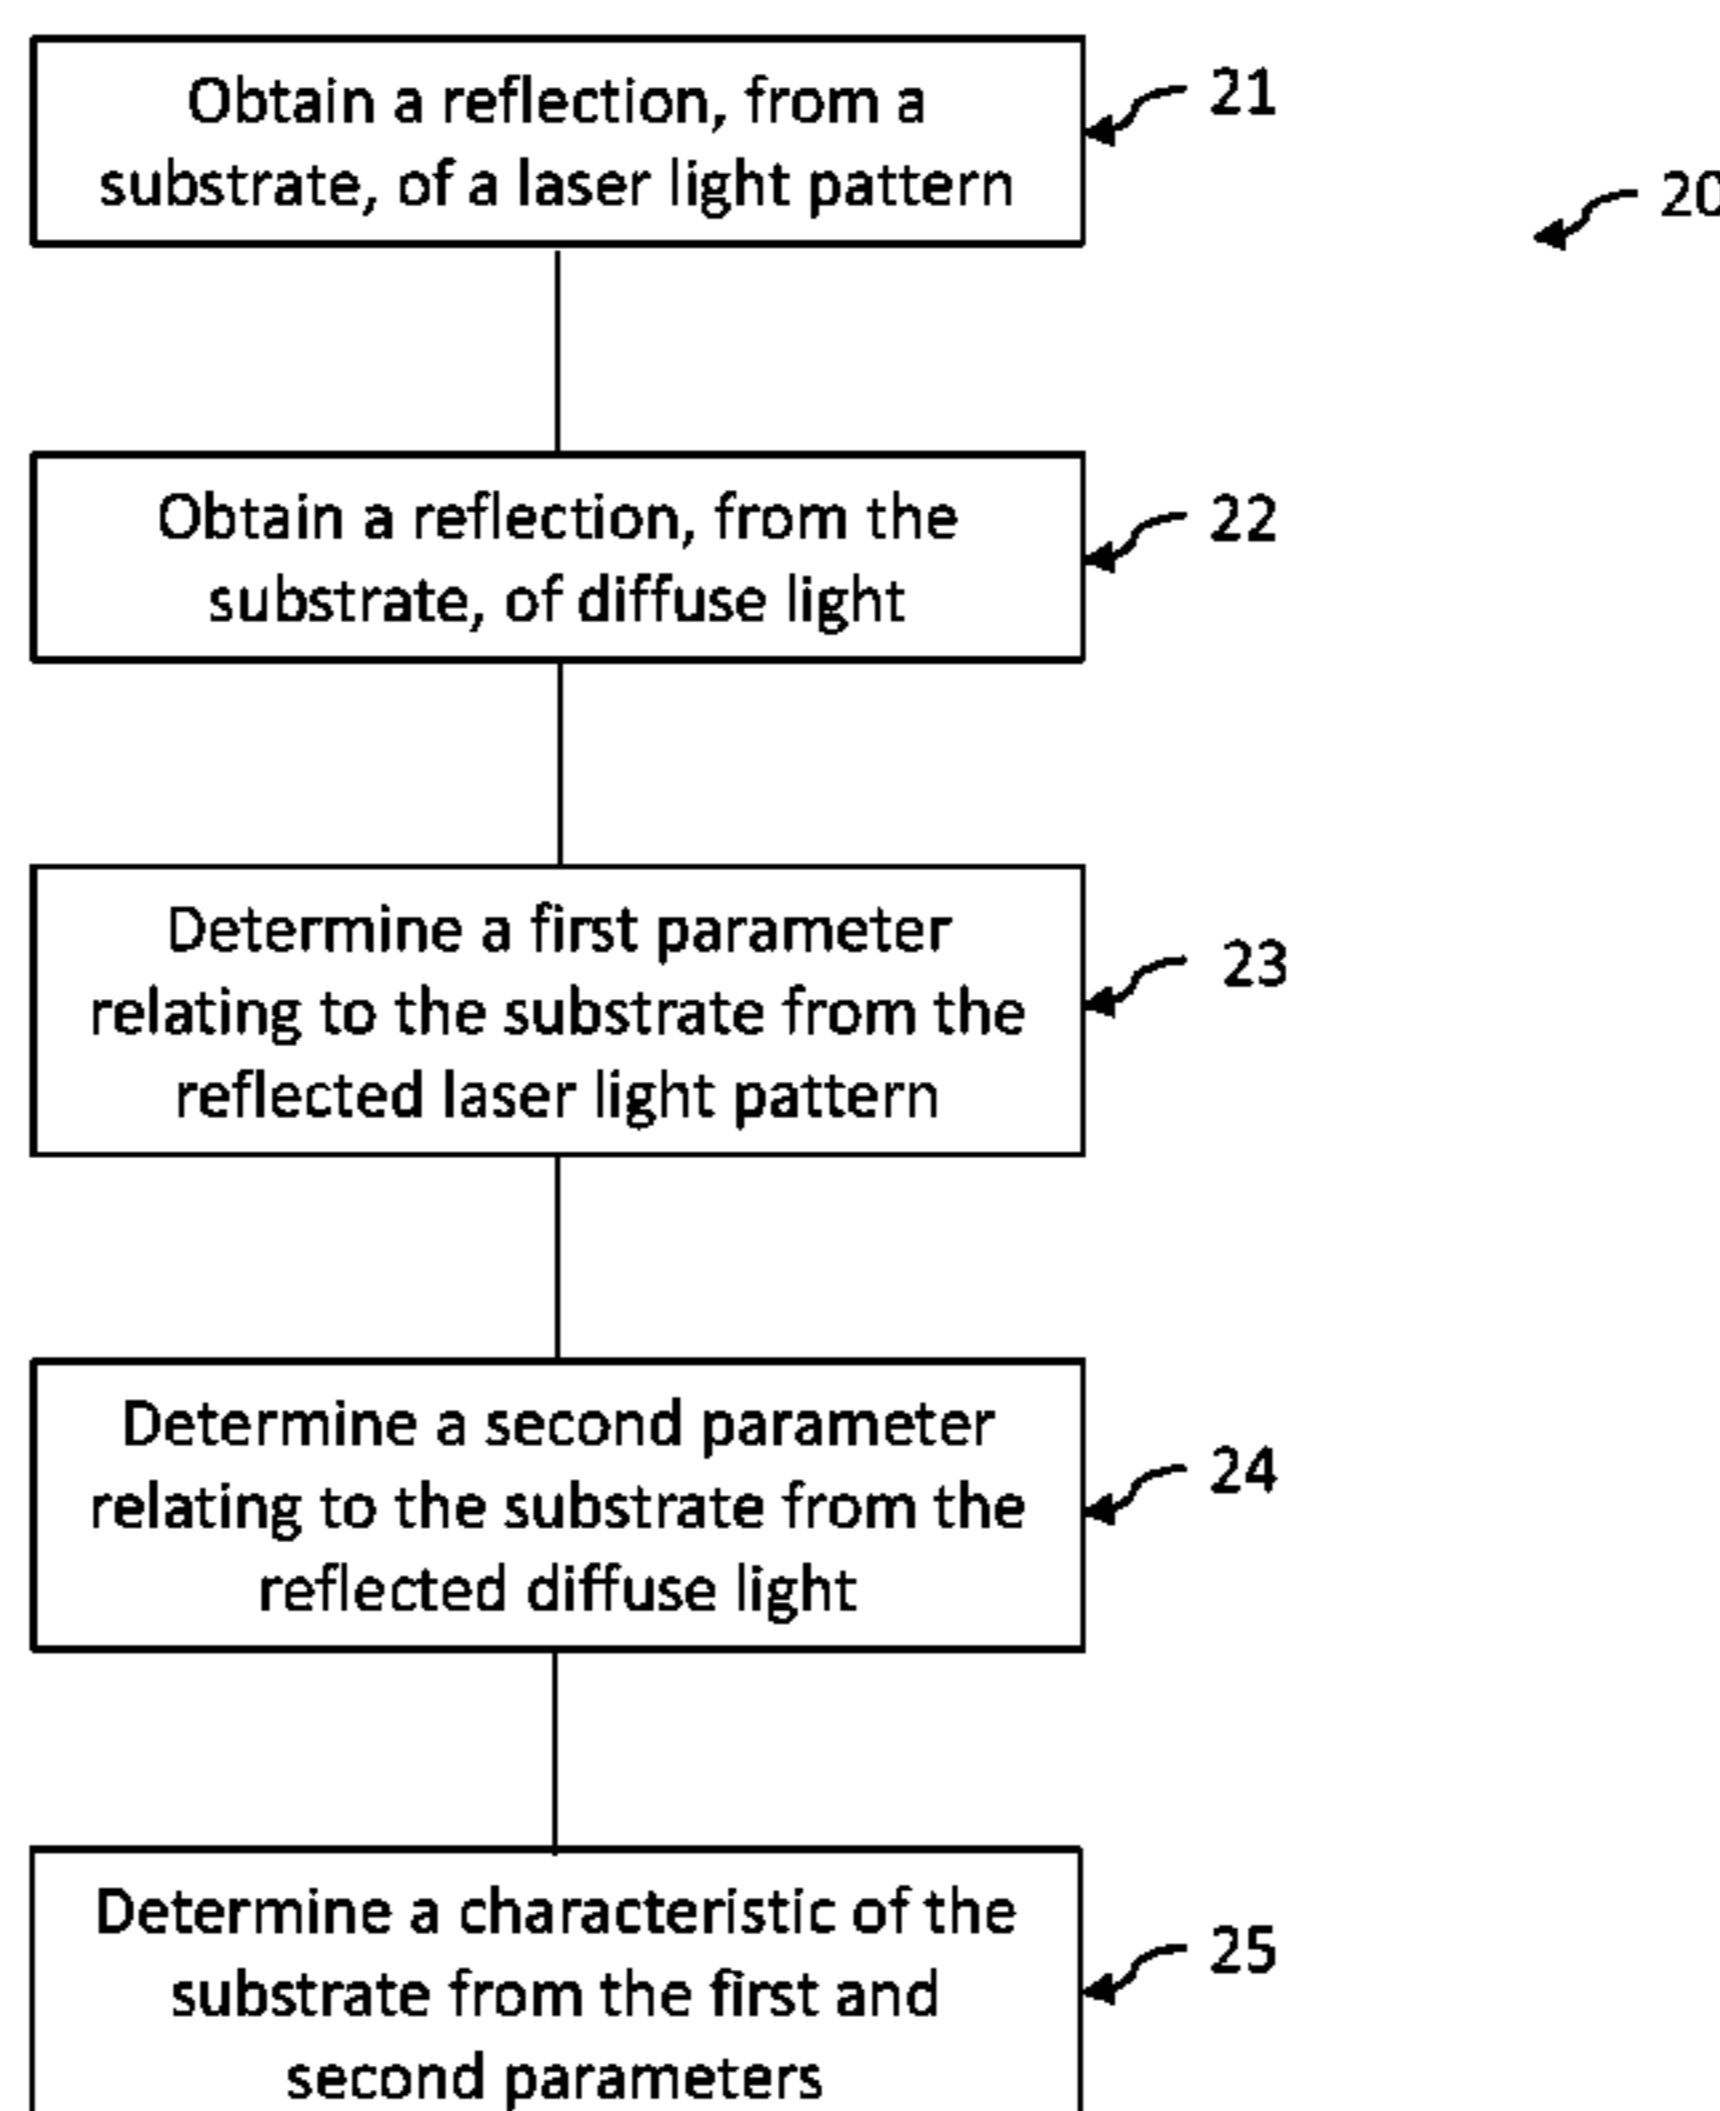 Obtain a reflection, from a
substrate, of a laser light pattern
21
20
Obtain a reflection, from the
substrate, of diffuse light
22
Determine a first parameter
relating to the substrate from the
reflected laser light pattern
23
Determine a second parameter
relating to the substrate from the
reflected diffuse light
24
Determine a characteristic of the
substrate from the first and
second parameters
25